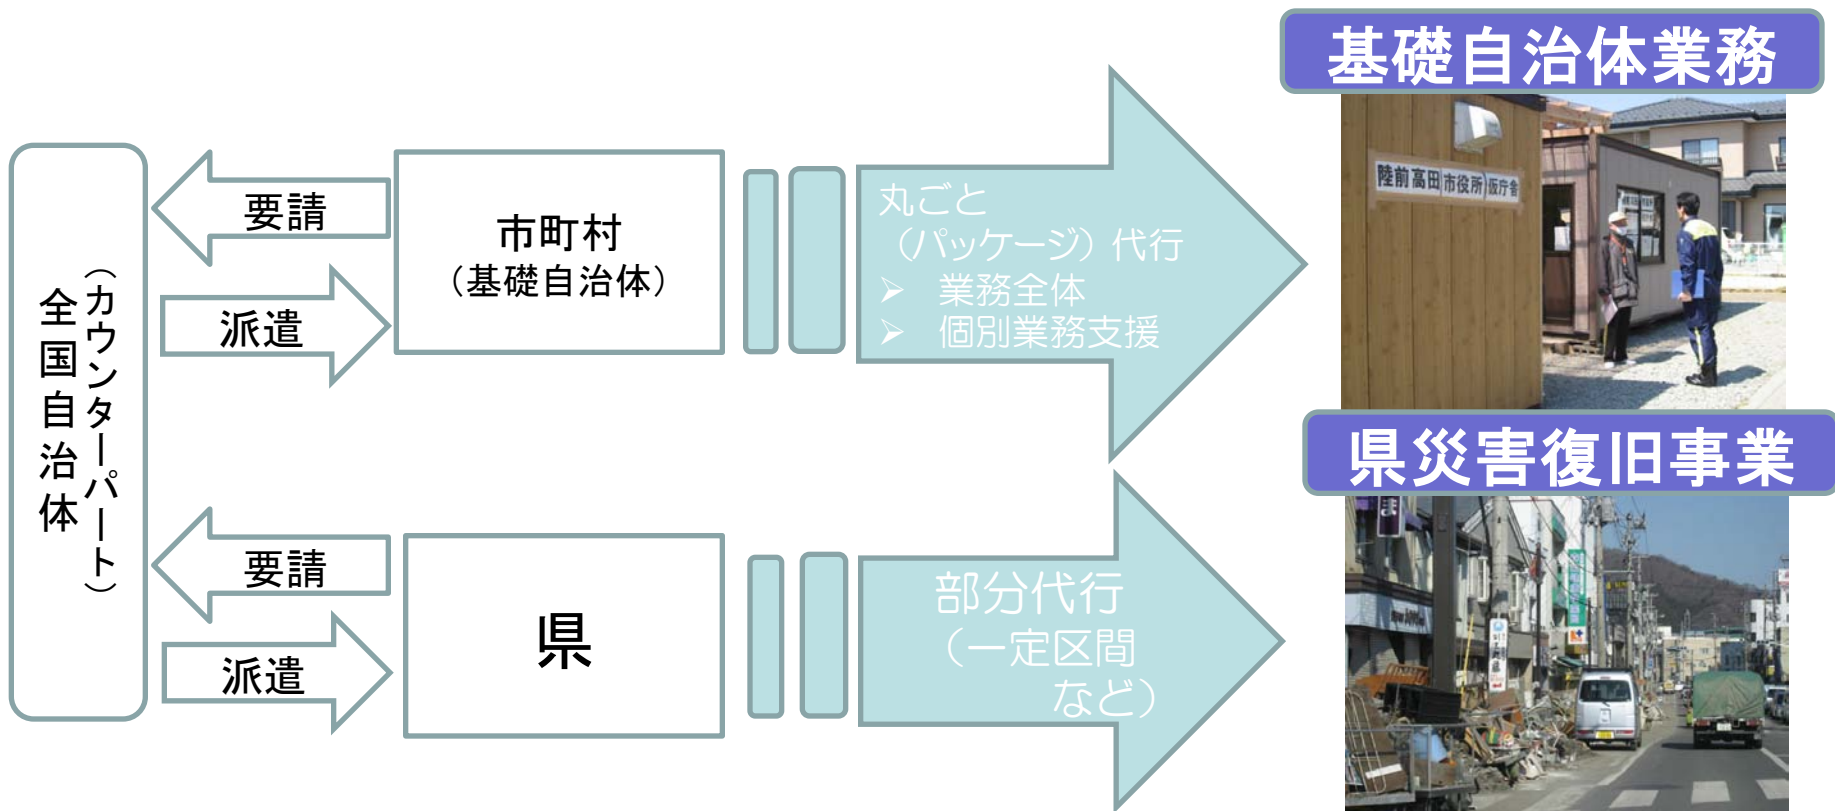 基礎自治体業務
陸前高田市役所仮庁舎
全国自治体
（カウンターパート）
要請
派遣
市町村
（基礎自治体）
丸ごと
（パッケージ）代行
➢ 業務全体
➢ 個別業務支援
県災害復旧事業
要請
派遣
県
部分代行
（一定区間
など）